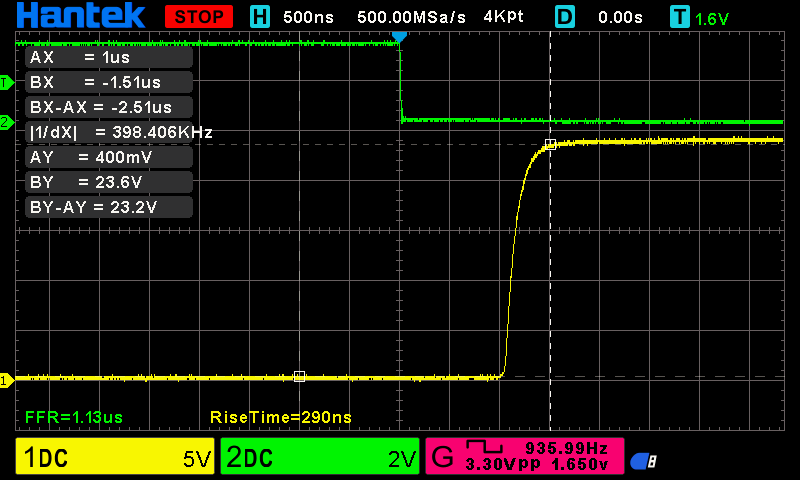 Hantek STOP H 500ns 500.00MSa/s 4Kpt D 0.00s T 1.6V
AX = 1us
BX = -1.51us
BX-AX = -2.51us
|1/dX| = 398.406KHz
AY = 400mV
BY = 23.6V
BY-AY = 23.2V
T
2
1
FFR=1.13us RiseTime=290ns
1DC 5V 2DC 2V G 935.99Hz
3.30Vpp 1.650v
8